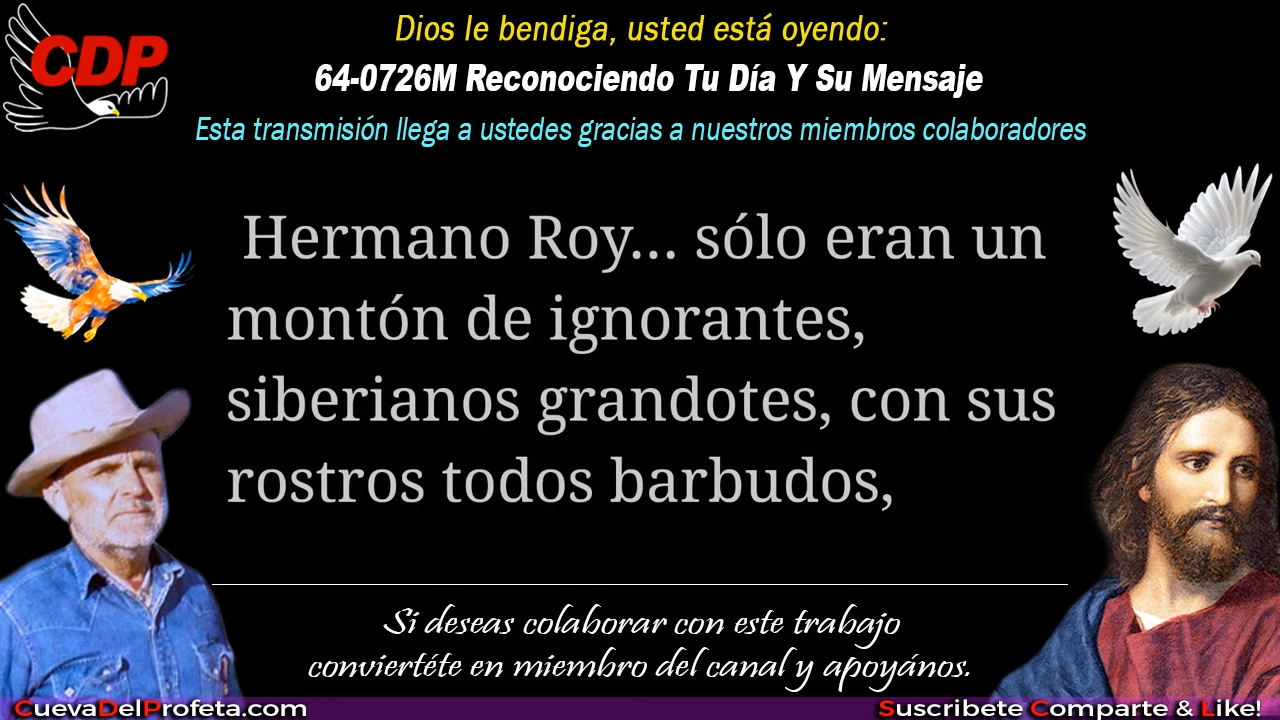 CDP
Dios le bendiga, usted está oyendo:
64-0726M Reconociendo Tu Día Y Su Mensaje
Esta transmisión llega a ustedes gracias a nuestros miembros colaboradores
Hermano Roy... sólo eran un
montón de ignorantes,
siberianos grandotes, con sus
rostros todos barbudos,
Si deseas colaborar con este trabajo
conviertéte en miembro del canal y apoyános.
CuevaDelProfeta.com
Suscribete Comparte & Like!